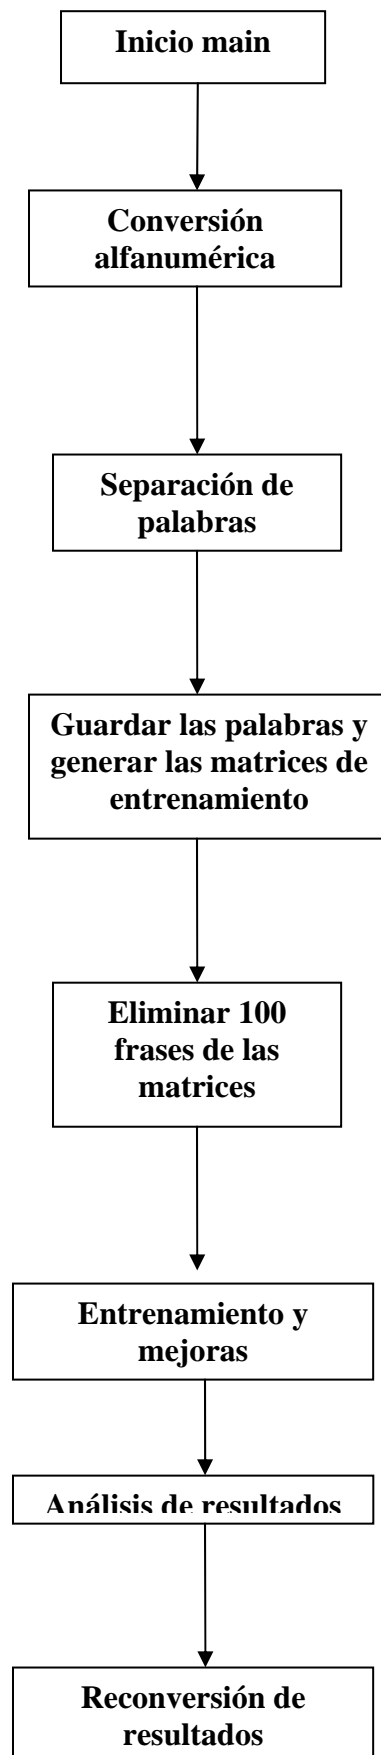 Inicio main
Conversión
alfanumérica
Separación de
palabras
Guardar las palabras y
generar las matrices de
entrenamiento
Eliminar 100
frases de las
matrices
Entrenamiento y
mejoras
Análisis de resultados
Reconversión de
resultados